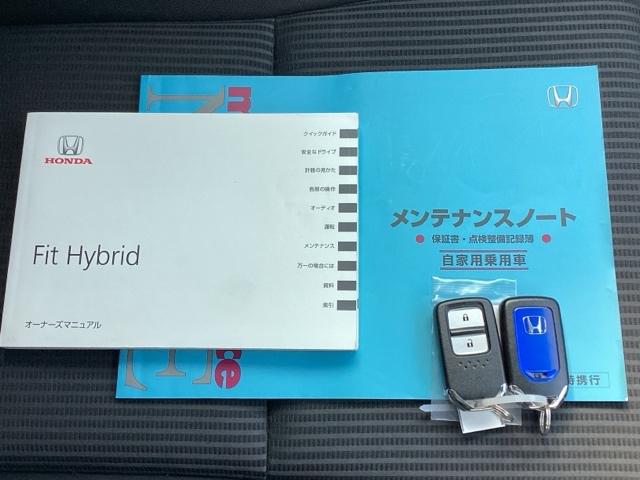 HONDA
Fit Hybrid
オーナーズマニュアル
クイックガイド
安全なドライブ
計器の見かた
各部の操作
オーディオ
運転
メンテナンス
万一の場合には
資料
索引
メンテナンスノート
保証書・点検整備記録簿
自家用乗用車
時携行